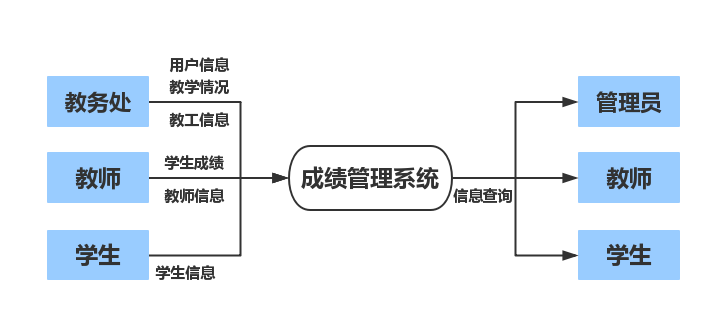 用户信息
教学情况
教务处
管理员
教工信息
学生成绩
教师
成绩管理系统
教师
教师信息
信息查询
学生
学生
学生信息